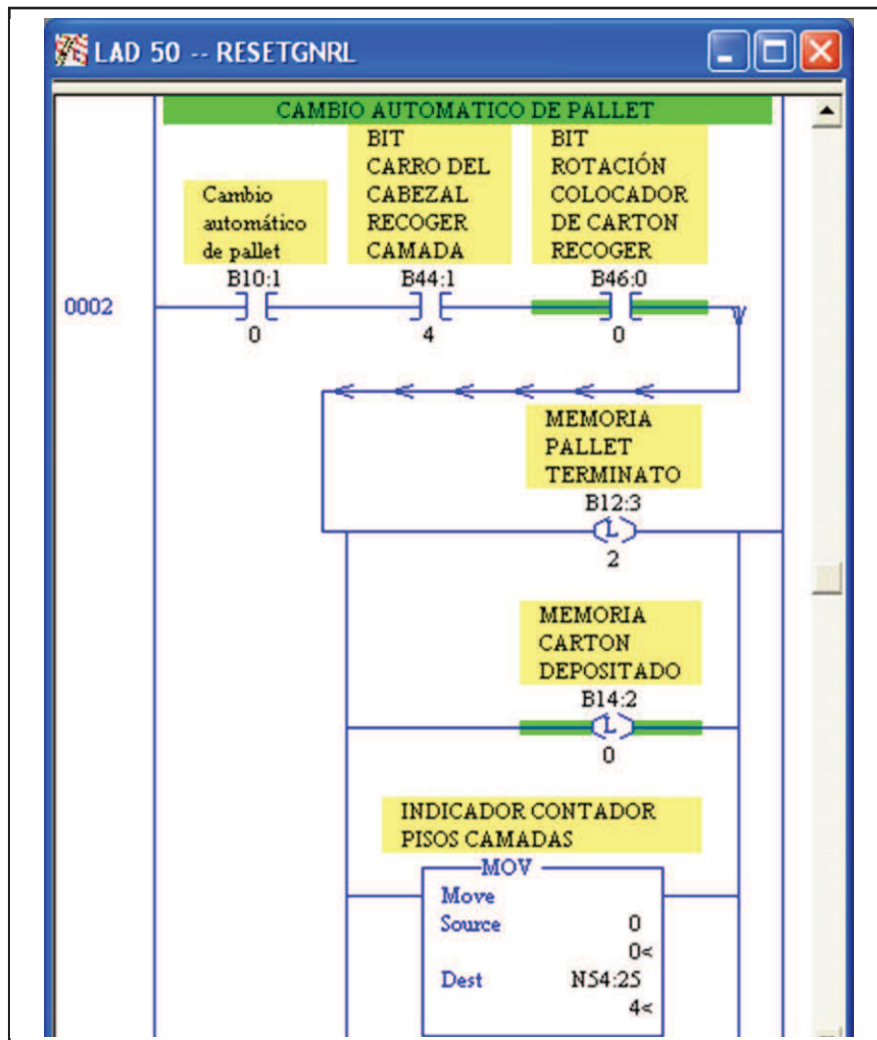 LAD 50 -- RESETGNRL
CAMBIO AUTOMATICO DE PALLET
Cambio
automático
de pallet
B10:1
0
BIT
CARRO DEL
CABEZAL
RECOGER
CAMADA
B44:1
4
BIT
ROTACIÓN
COLOCADOR
DE CARTON
RECOGER
B46:0
0
0002
MEMORIA
PALLET
TERMINATO
B12:3
L
2
MEMORIA
CARTON
DEPOSITADO
B14:2
L
0
INDICADOR CONTADOR
PISOS CAMADAS
MOV
Move
Source 0
0<
Dest N54:25
4<